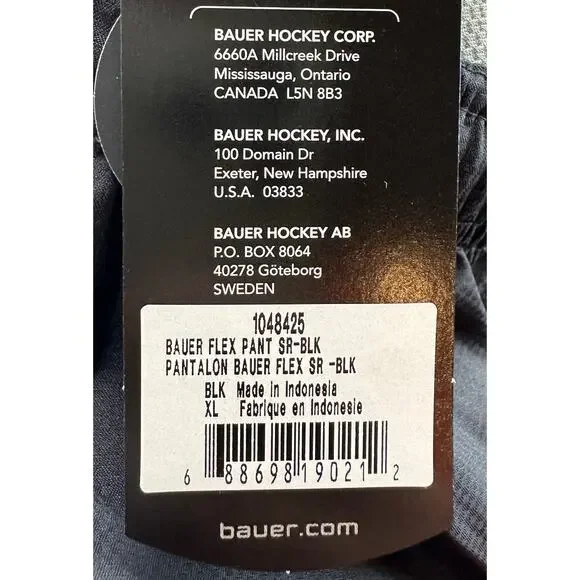 BAUER HOCKEY CORP.
6660A Millcreek Drive
Mississauga, Ontario
CANADA L5N 8B3
BAUER HOCKEY, INC.
100 Domain Dr
Exeter, New Hampshire
U.S.A. 03833
BAUER HOCKEY AB
P.O. BOX 8064
40278 Göteborg
SWEDEN
1048425
BAUER FLEX PANT SR-BLK
PANTALON BAUER FLEX SR -BLK
BLK Made in Indonesia
XL Fabrique en Indonesie
6 88698 19021 2
bauer.com